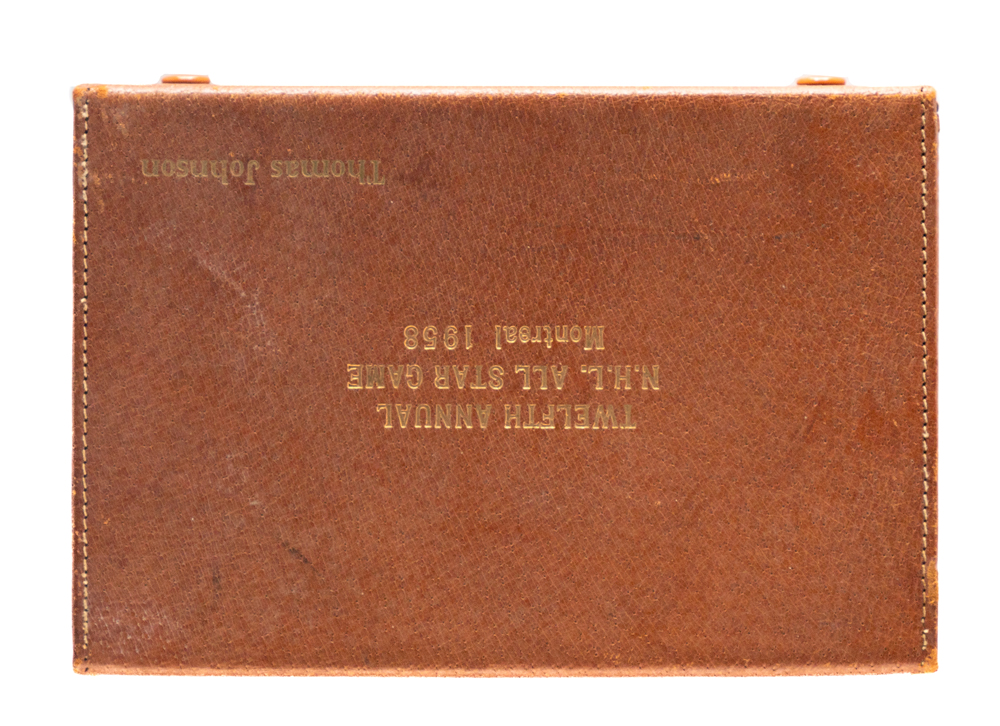 TWELFTH ANNUAL
N.H.L. ALL STAR GAME
Montreal 1958
Thomas Johnson